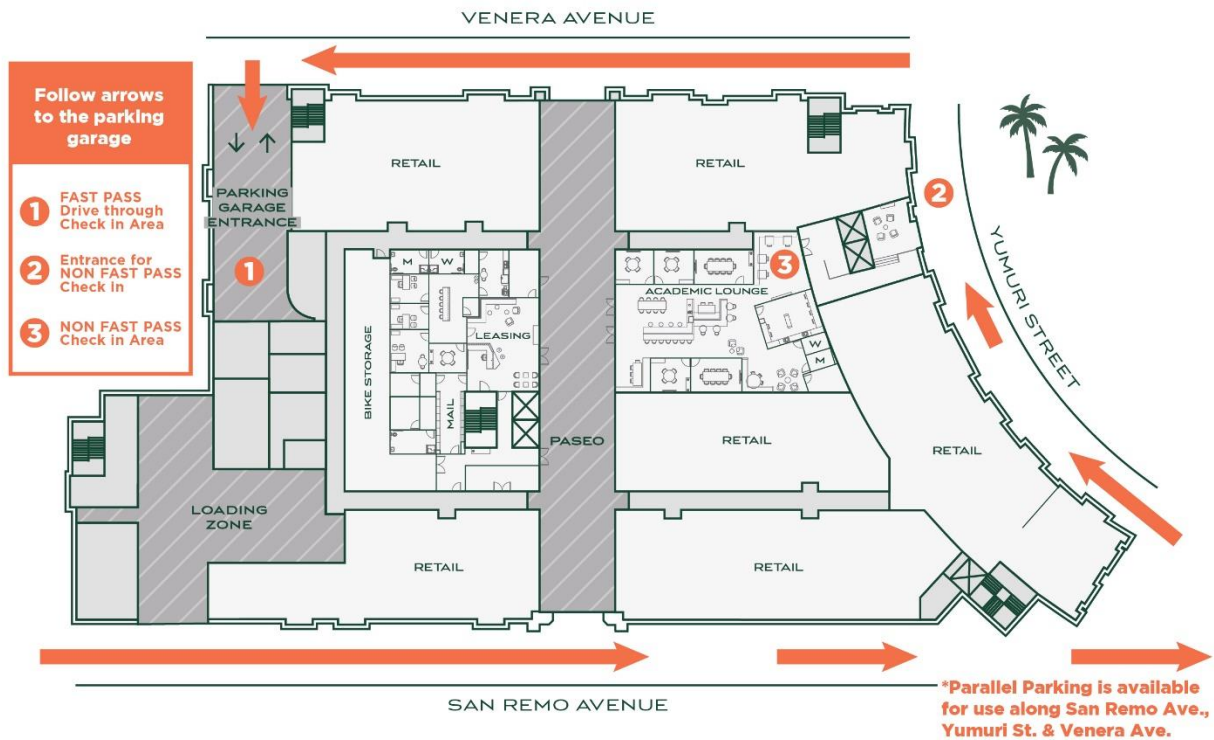 VENERA AVENUE
Follow arrows
to the parking
garage
1 FAST PASS
Drive through
Check in Area
2 Entrance for
NON FAST PASS
Check in
3 NON FAST PASS
Check in Area
PARKING
GARAGE
ENTRANCE
1
RETAIL
RETAIL
2
YUMURI STREET
3
ACADEMIC LOUNGE
M
W
LEASING
BIKE STORAGE
MAIL
W
M
PASEO
RETAIL
RETAIL
LOADING
ZONE
RETAIL
RETAIL
SAN REMO AVENUE
*Parallel Parking is available
for use along San Remo Ave.,
Yumuri St. & Venera Ave.